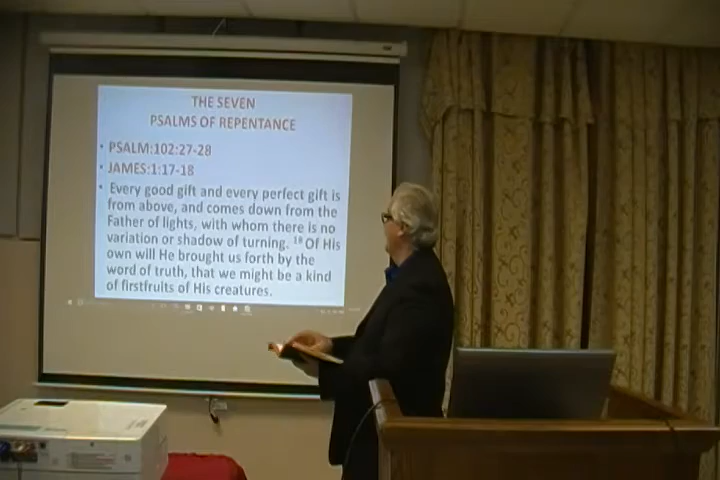 THE SEVEN
PSALMS OF REPENTANCE
• PSALM:102:27-28
• JAMES:1:17-18
• Every good gift and every perfect gift is
from above, and comes down from the
Father of lights, with whom there is no
variation or shadow of turning. 18 Of His
own will He brought us forth by the
word of truth, that we might be a kind
of firstfruits of His creatures.